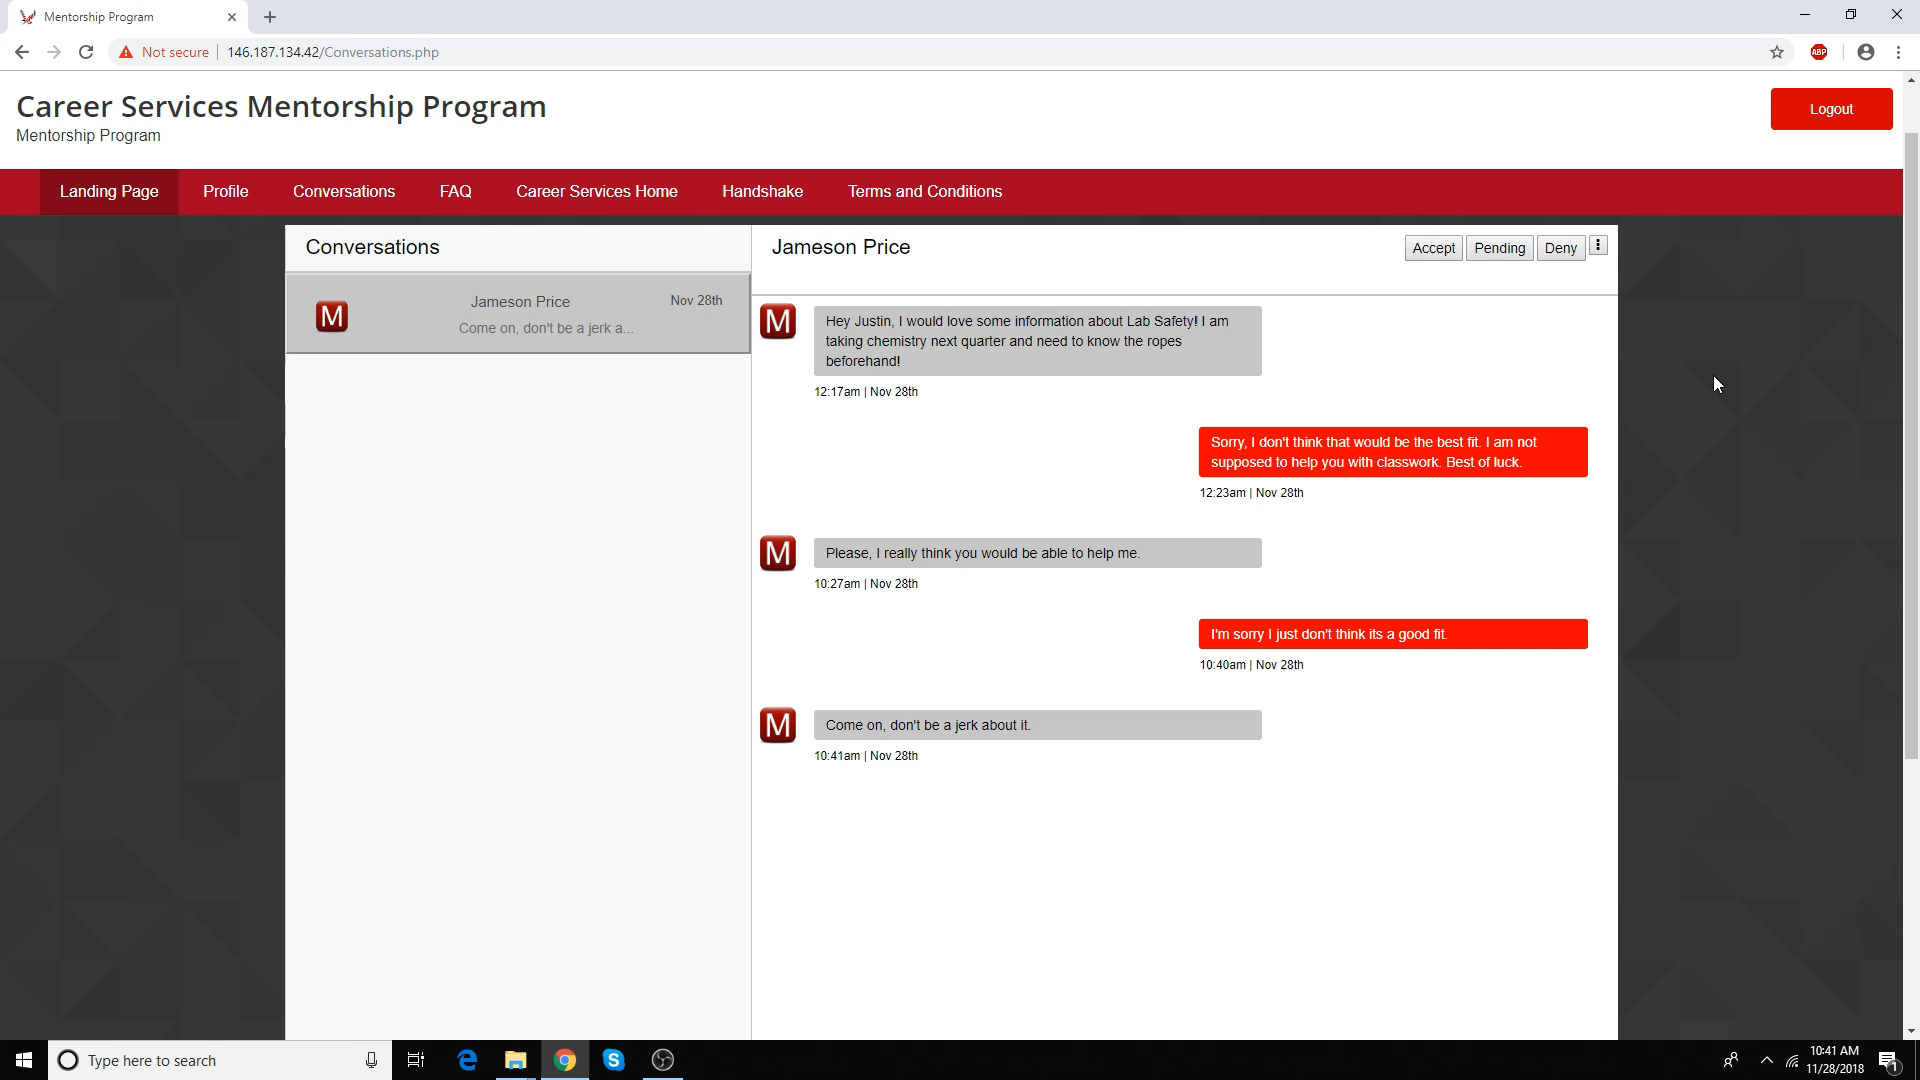 Mentorship Program
Not secure
146.187.134.42/Conversations.php
ABP
Career Services Mentorship Program
Mentorship Program
Logout
Landing Page
Profile
Conversations
FAQ
Career Services Home
Handshake
Terms and Conditions
Conversations
M
Jameson Price
Nov 28th
Come on, don't be a jerk a...
Jameson Price
Accept
Pending
Deny
M
Hey Justin, I would love some information about Lab Safety! I am
taking chemistry next quarter and need to know the ropes
beforehand!
12:17am | Nov 28th
Sorry, I don't think that would be the best fit. I am not
supposed to help you with classwork. Best of luck.
12:23am | Nov 28th
M
Please, I really think you would be able to help me.
10:27am | Nov 28th
I'm sorry I just don't think its a good fit.
10:40am | Nov 28th
M
Come on, don't be a jerk about it.
10:41am | Nov 28th
Type here to search
10:41 AM
11/28/2018
1